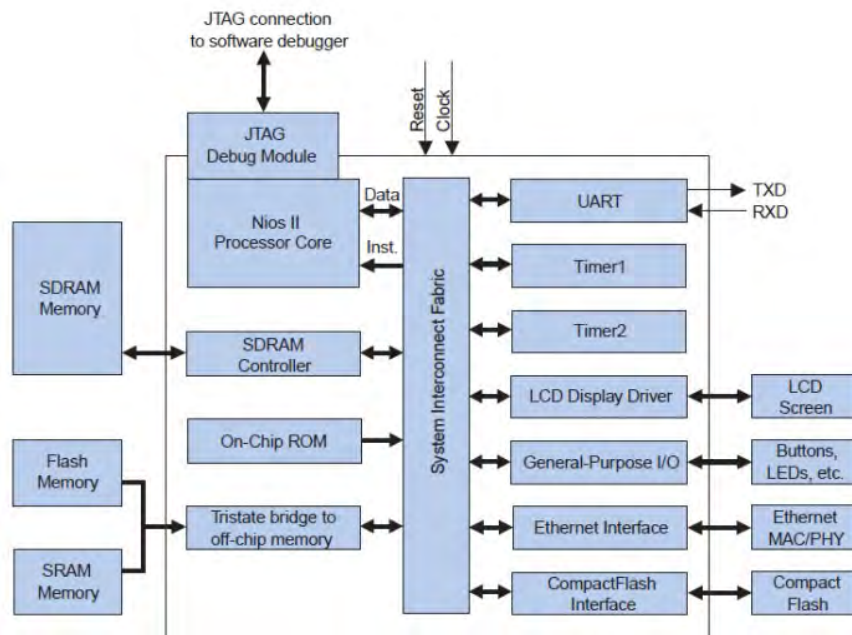 JTAG connection
to software debugger
Reset
Clock
JTAG
Debug Module
Nios II
Processor Core
Data
Inst.
SDRAM
Memory
SDRAM
Controller
On-Chip ROM
Flash
Memory
SRAM
Memory
Tristate bridge to
off-chip memory
System Interconnect Fabric
UART
TXD
RXD
Timer1
Timer2
LCD Display Driver
LCD
Screen
General-Purpose I/O
Buttons,
LEDs, etc.
Ethernet Interface
Ethernet
MAC/PHY
CompactFlash
Interface
Compact
Flash